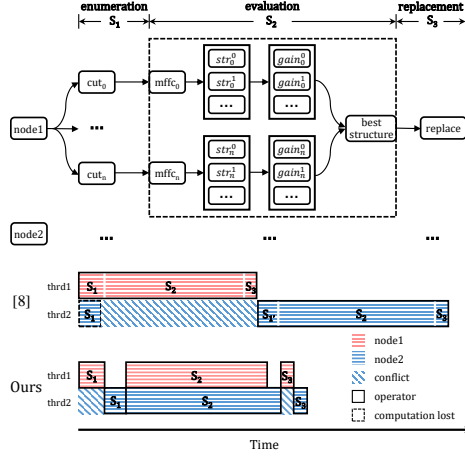 enumeration evaluation replacement
S₁ S₂ S₃
node1
cut₀ mffc₀ str₀⁰ gain₀⁰
str₀¹ gain₀¹
... ...
...
best structure replace
cutₙ mffcₙ strₙ⁰ gainₙ⁰
strₙ¹ gainₙ¹
... ...
node2 ... ... ...
[8]
thrd1 S₁ S₂ S₃
thrd2 S₁ S₁' S₂ S₃
Ours
thrd1 S₁ S₂ S₃
thrd2 S₁ S₂ S₃
node1
node2
conflict
operator
computation lost
Time